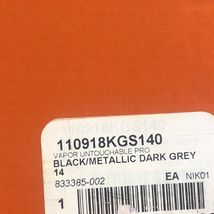 110918KGS140
VAPOR UNTOUCHABLE PRO
BLACK/METALLIC DARK GREY
14
833385-002 EA NIK01
1